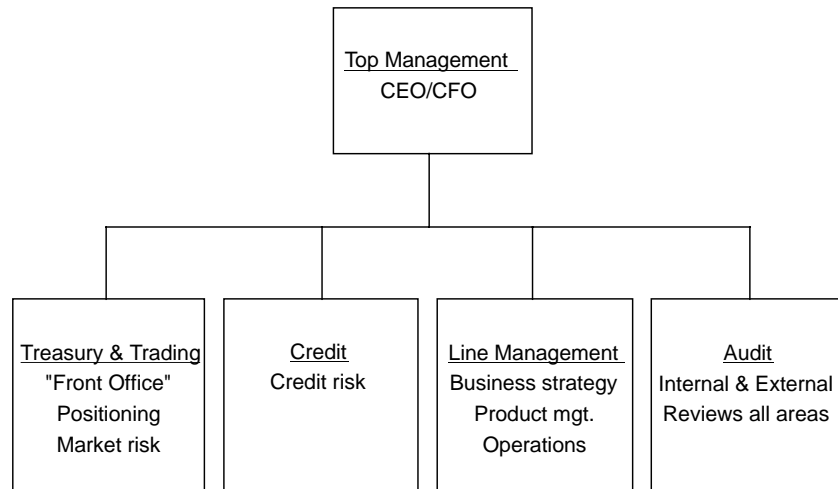 Top Management
CEO/CFO
Treasury & Trading
"Front Office"
Positioning
Market risk
Credit
Credit risk
Line Management
Business strategy
Product mgt.
Operations
Audit
Internal & External
Reviews all areas